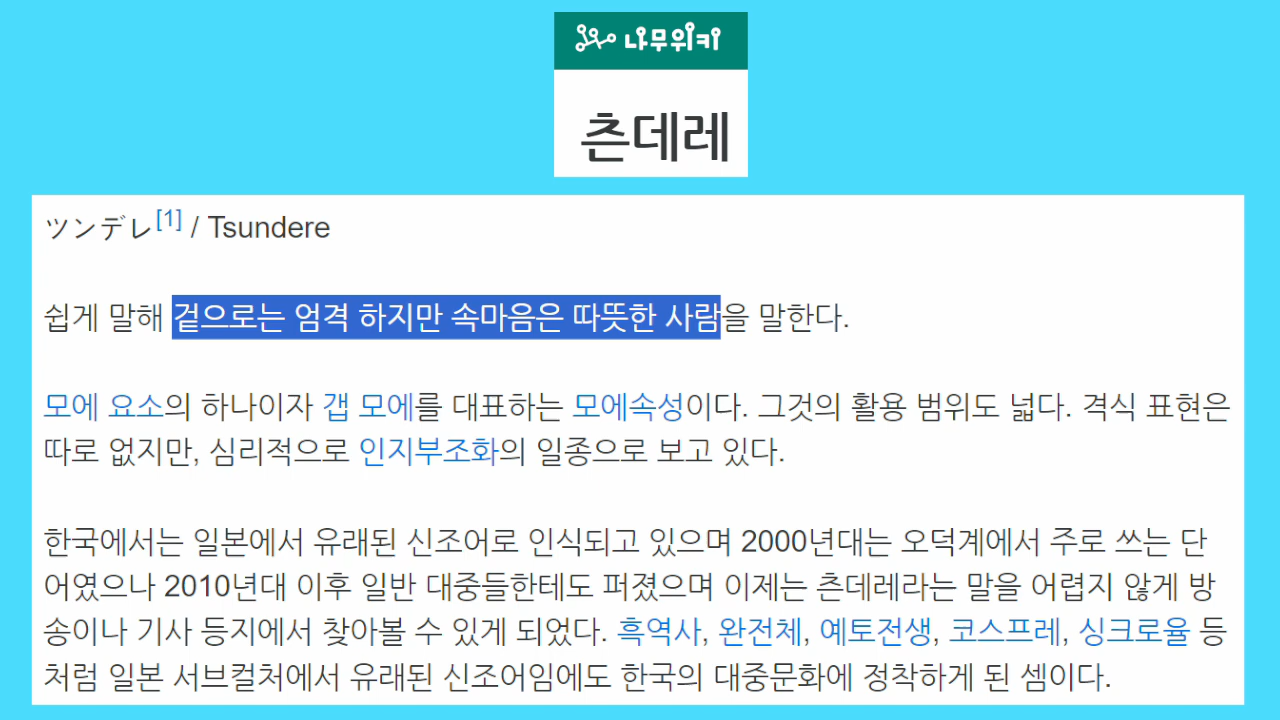 나무위키
츤데레
ツンデレ[1] / Tsundere
쉽게 말해 겉으로는 엄격 하지만 속마음은 따뜻한 사람을 말한다.
모에 요소의 하나이자 갭 모에를 대표하는 모에속성이다. 그것의 활용 범위도 넓다. 격식 표현은
따로 없지만, 심리적으로 인지부조화의 일종으로 보고 있다.
한국에서는 일본에서 유래된 신조어로 인식되고 있으며 2000년대는 오덕계에서 주로 쓰는 단
어였으나 2010년대 이후 일반 대중들한테도 퍼졌으며 이제는 츤데레라는 말을 어렵지 않게 방
송이나 기사 등지에서 찾아볼 수 있게 되었다. 흑역사, 완전체, 예토전생, 코스프레, 싱크로율 등
처럼 일본 서브컬처에서 유래된 신조어임에도 한국의 대중문화에 정착하게 된 셈이다.